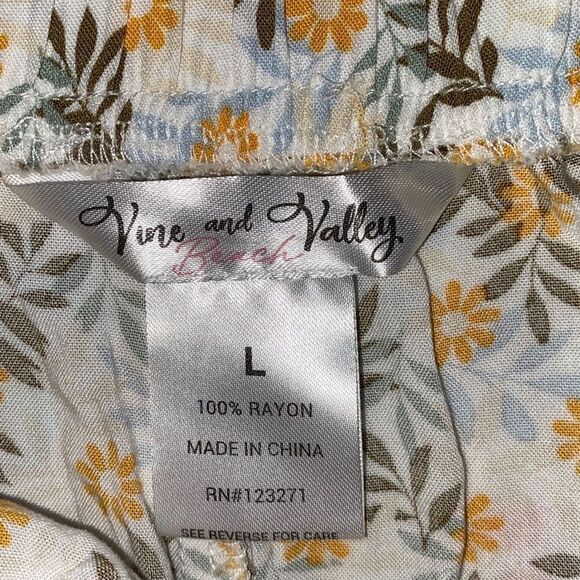 Vine and Valley
Beach
L
100% RAYON
MADE IN CHINA
RN#123271
SEE REVERSE FOR CARE